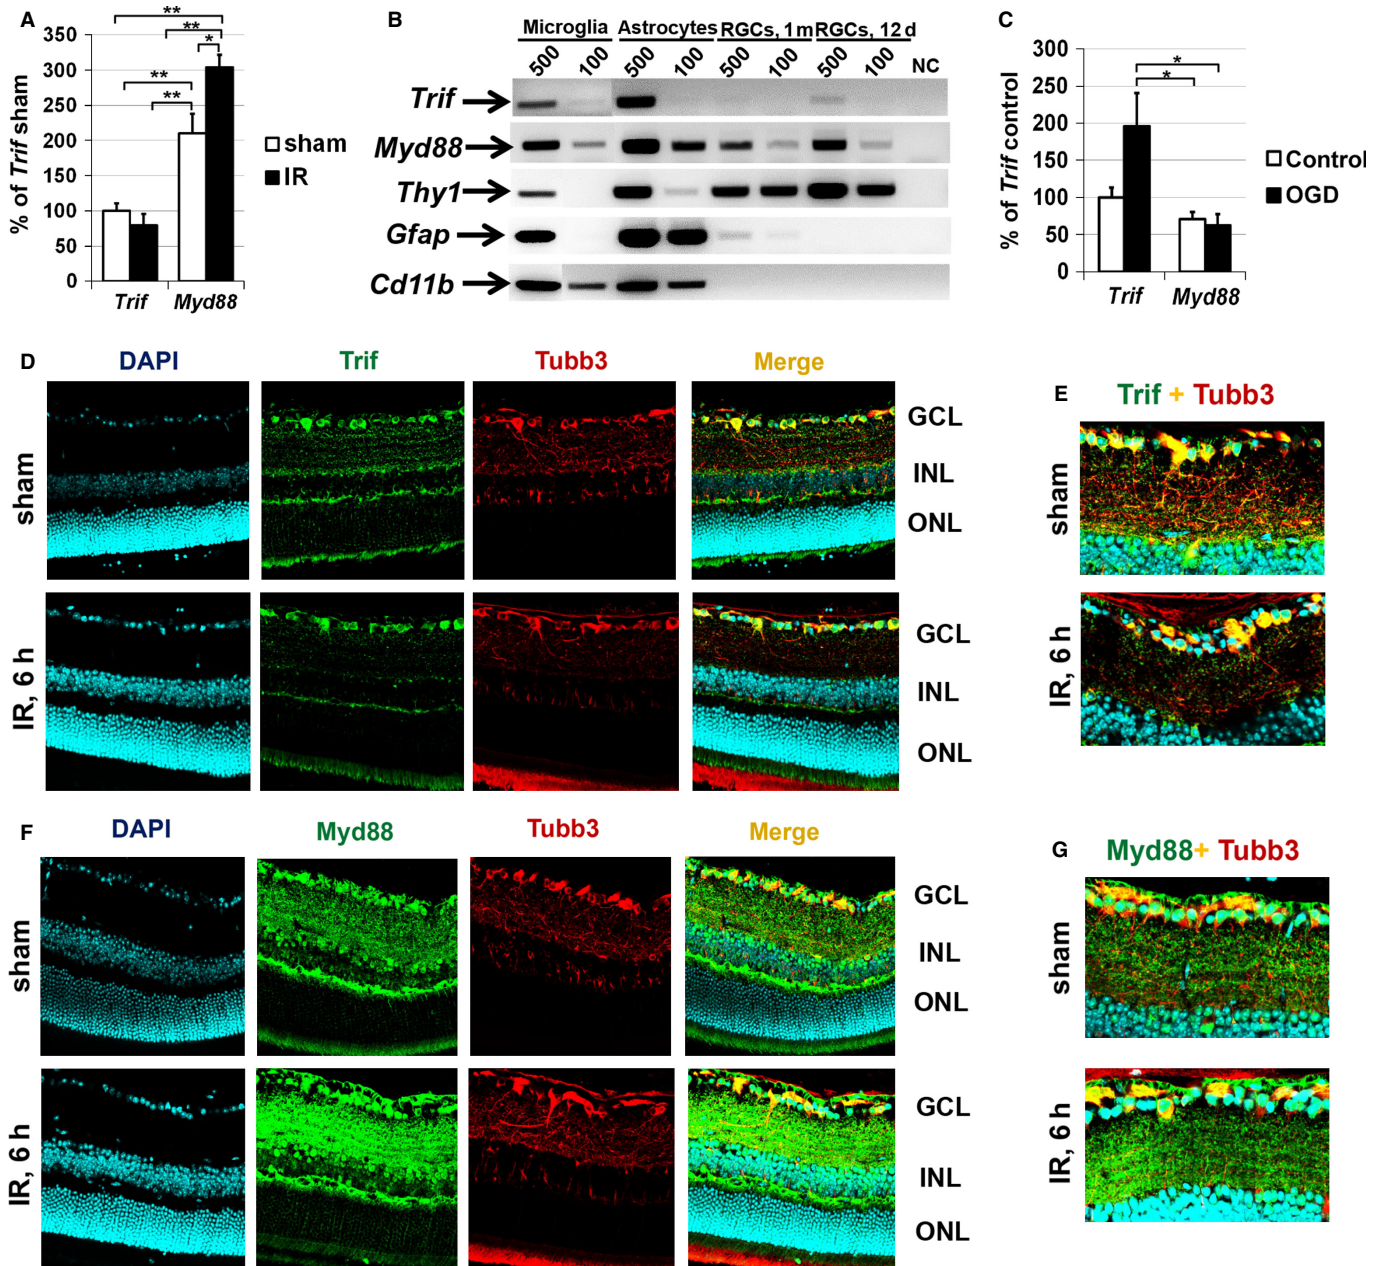 A
% of Trif sham
350
300
250
200
150
100
50
0
**
**
*
**
**
Trif Myd88
sham
IR
B
Microglia Astrocytes RGCs, 1 m RGCs, 12 d
500 100 500 100 500 100 500 100 NC
Trif
Myd88
Thy1
Gfap
Cd11b
C
% of Trif control
300
250
200
150
100
50
0
*
*
Trif Myd88
Control
OGD
D
DAPI Trif Tubb3 Merge
sham
GCL
INL
ONL
IR, 6 h
GCL
INL
ONL
E
Trif + Tubb3
sham
IR, 6 h
F
DAPI Myd88 Tubb3 Merge
sham
GCL
INL
ONL
IR, 6 h
GCL
INL
ONL
G
Myd88+ Tubb3
sham
IR, 6 h